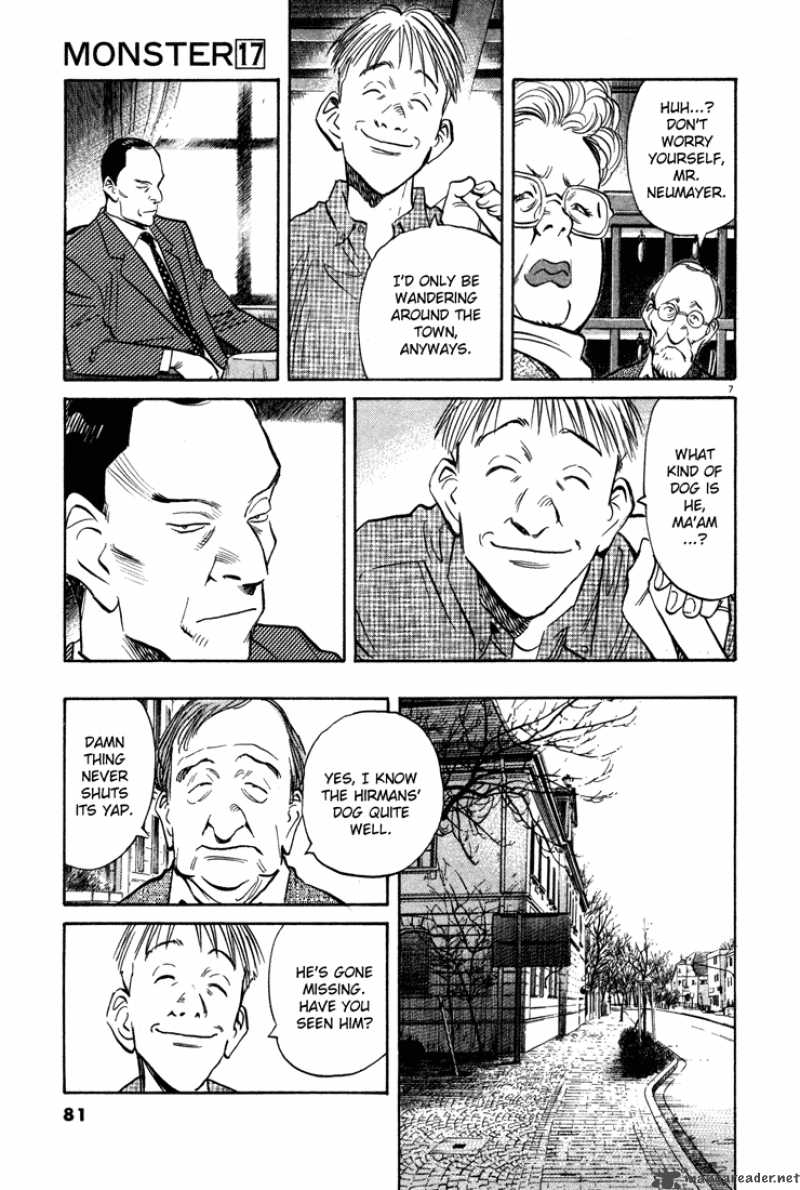 MONSTER 17
HUH...?
DON'T
WORRY
YOURSELF,
MR.
NEUMAYER.
I'D ONLY BE
WANDERING
AROUND
THE TOWN,
ANYWAYS.
7
WHAT
KIND OF
DOG IS
HE,
MA'AM
...?
YES, I KNOW
THE HIRMANS'
DOG QUITE
WELL.
DAMN
THING
NEVER
SHUTS
ITS YAP.
HE'S GONE
MISSING.
HAVE YOU
SEEN HIM?
81
mangareader.net